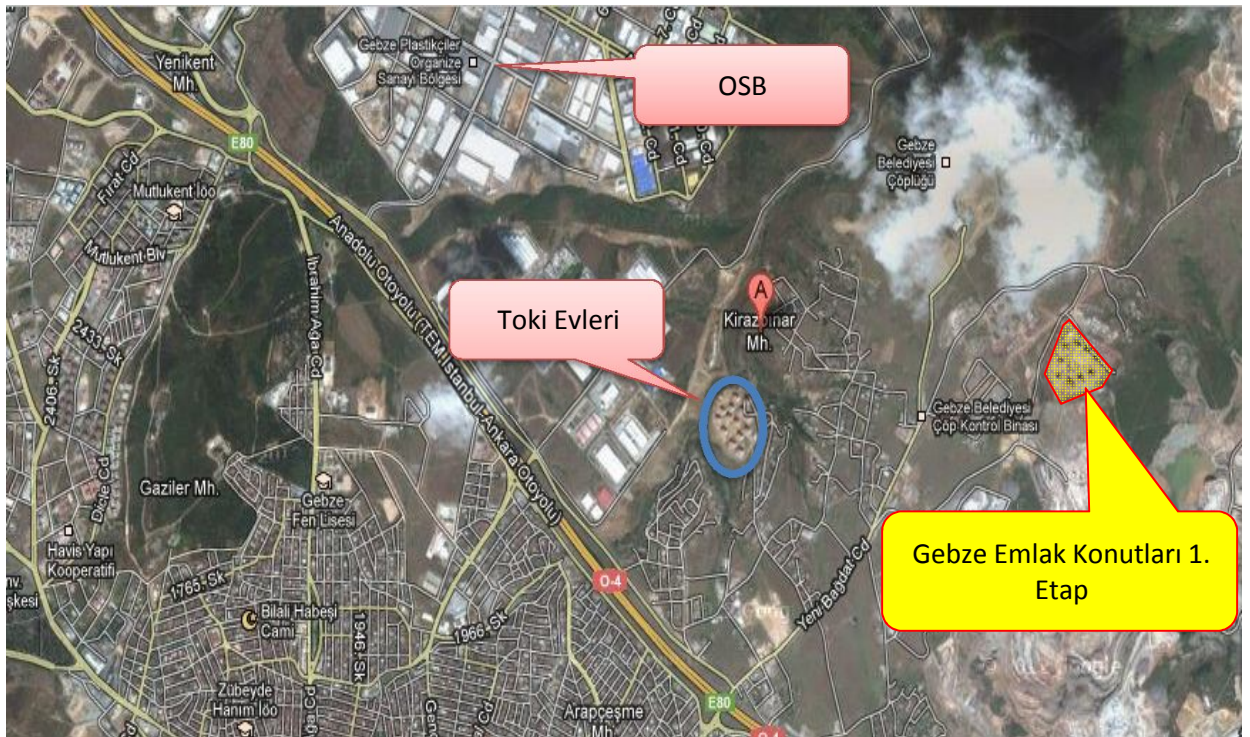 Yenikent
Mh.
Gebze Plastikçiler
Organize
Sanayi Bölgesi
OSB
E80
Fırat Cd
Mutlukent İöo
Mutlukent Blv
2433. Sk
2406. Sk
Dicle Cd
İbrahim Ağa Cd
Anadolu Otoyolu (TEM İstanbul-Ankara Otoyolu)
Gebze
Belediyesi
Çöplüğü
Toki Evleri
A
Kirazpınar
Mh.
Gebze Belediyesi
Çöp Kontrol Binası
Gebze Emlak Konutları 1.
Etap
Gaziler Mh.
Gebze
Fen Lisesi
Havis Yapı
Kooperatifi
1765. Sk
Bilali Habeşi
Cami
1946. Sk
1966. Sk
O-4
Yeni Bağdat Cd
Zübeyde
Hanım İöo
Arapçeşme
Mh.
E80
O-4